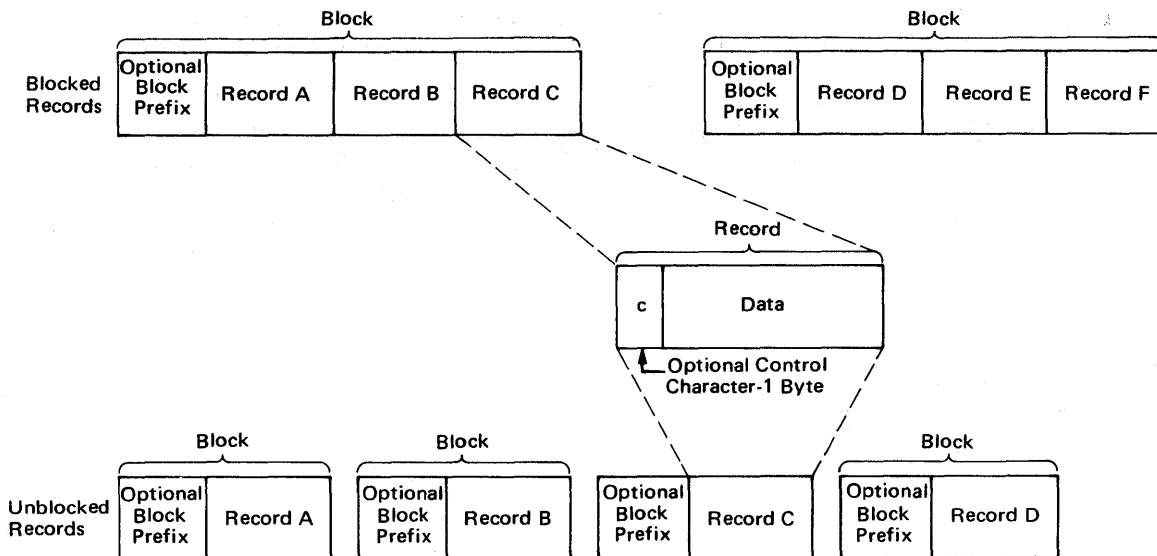 Block
Block
Blocked
Records
Optional
Block
Prefix
Record A
Record B
Record C
Optional
Block
Prefix
Record D
Record E
Record F
Record
c
Data
Optional Control
Character-1 Byte
Block
Block
Block
Unblocked
Records
Optional
Block
Prefix
Record A
Optional
Block
Prefix
Record B
Optional
Block
Prefix
Record C
Optional
Block
Prefix
Record D